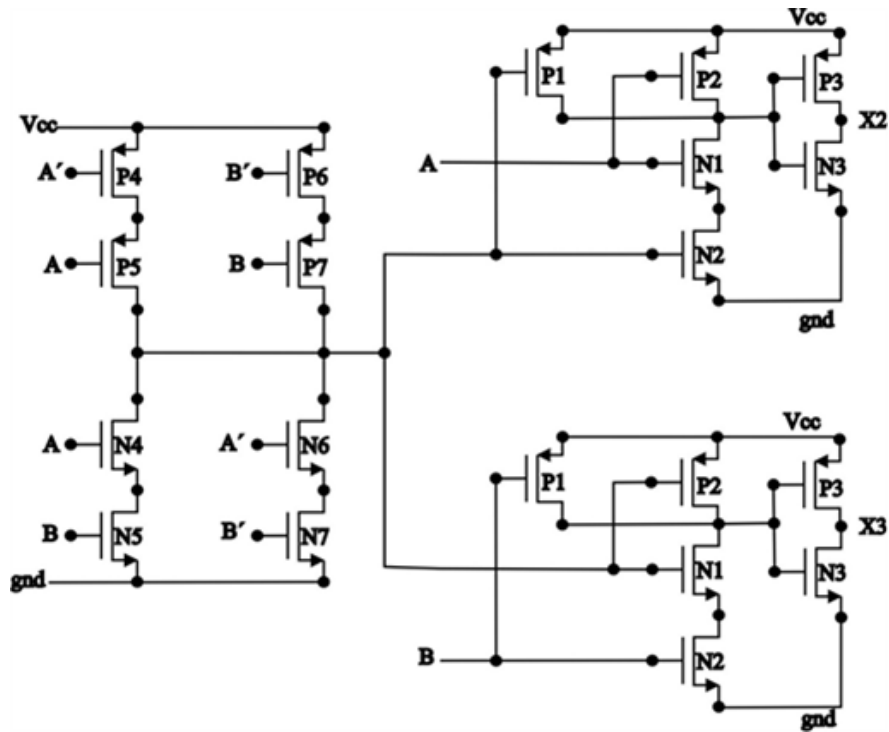 Vcc
P1 P2 P3
X2
A N1 N3
N2
gnd
Vcc
A´ P4 B´ P6
A P5 B P7
A N4 A´ N6
B N5 B´ N7
gnd
Vcc
P1 P2 P3
X3
N1 N3
B N2
gnd